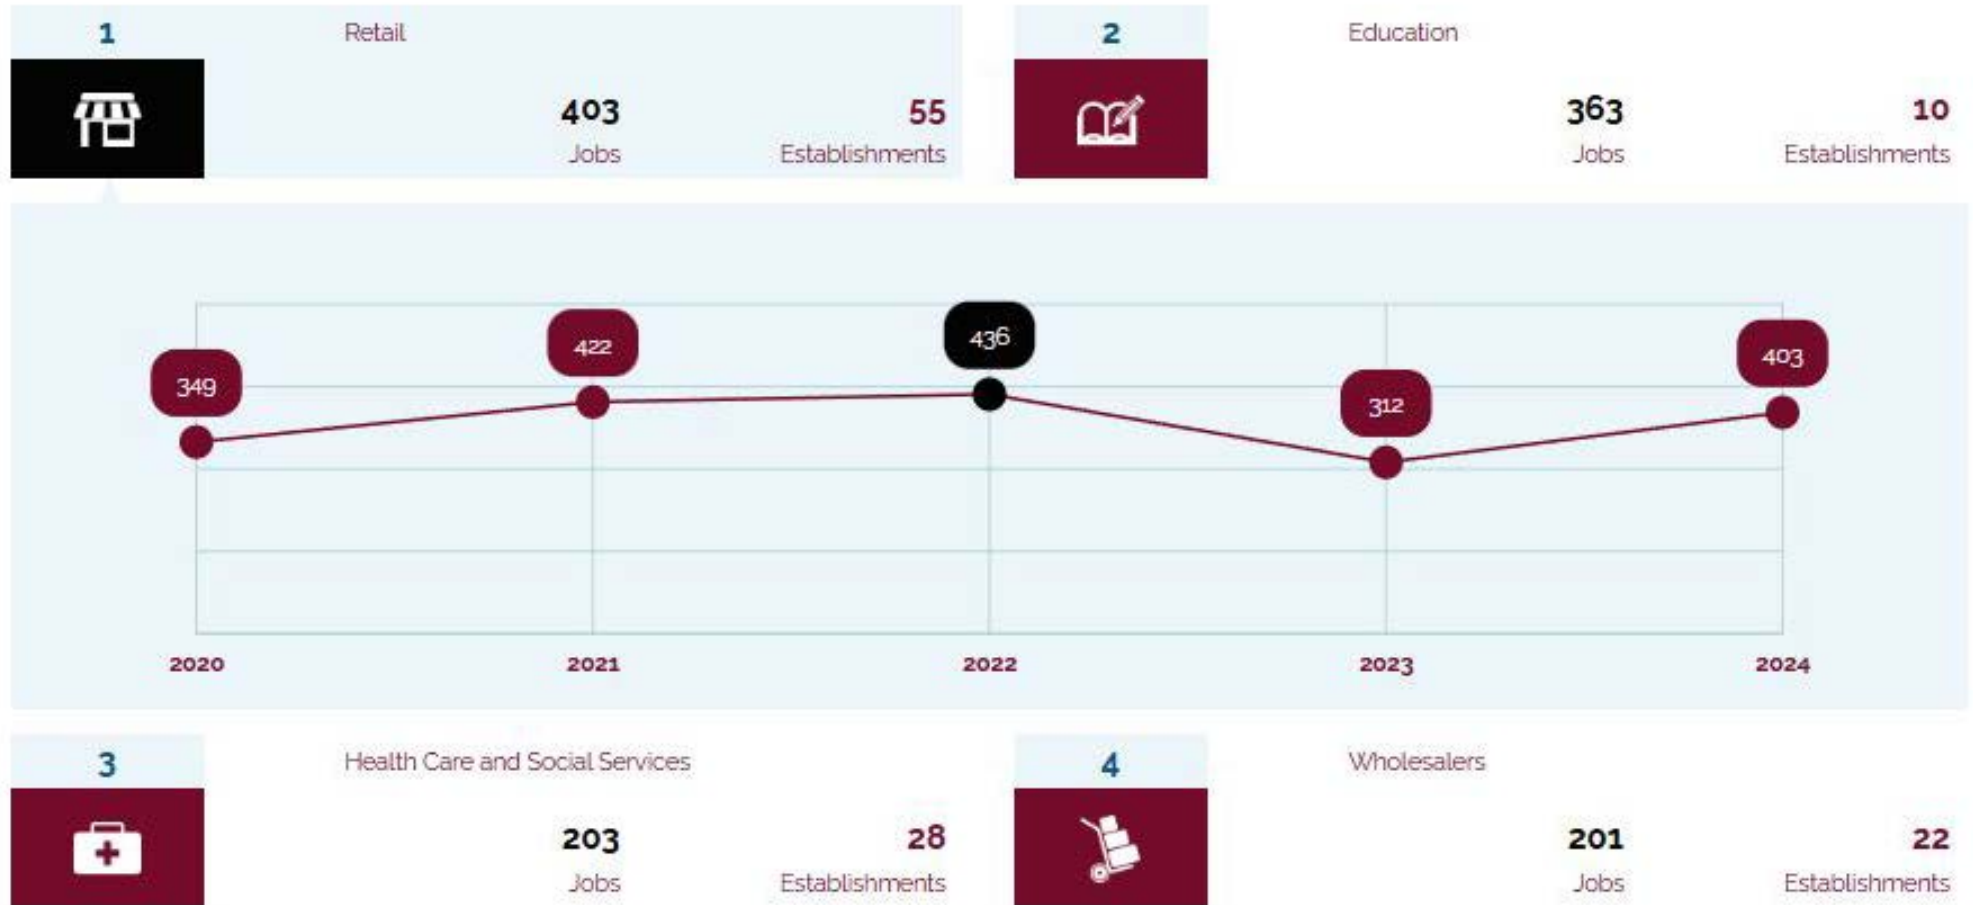 1
Retail
403
Jobs
55
Establishments
2
Education
363
Jobs
10
Establishments
349
422
436
312
403
2020
2021
2022
2023
2024
3
Health Care and Social Services
203
Jobs
28
Establishments
4
Wholesalers
201
Jobs
22
Establishments